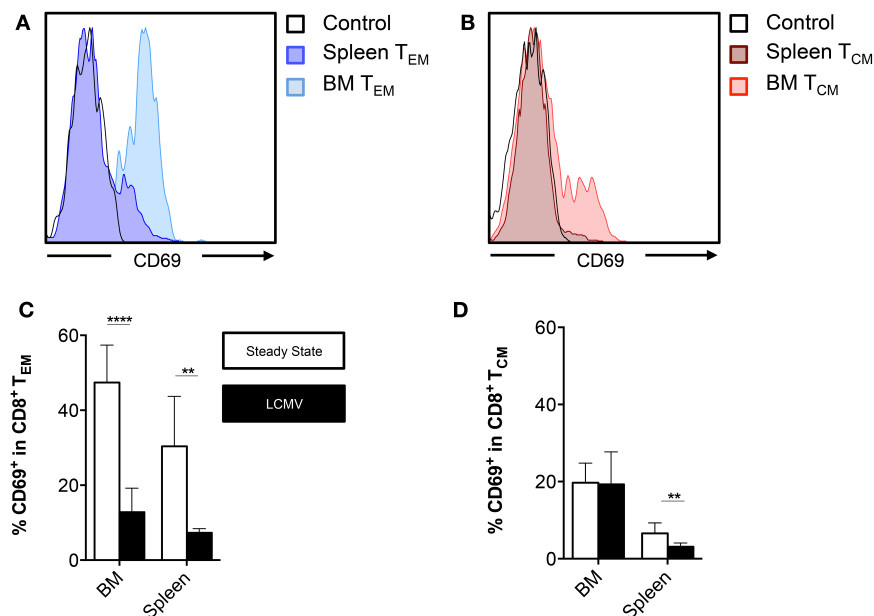 A
Control
Spleen TEM
BM TEM
CD69
B
Control
Spleen TCM
BM TCM
CD69
C
% CD69+ in CD8+ TEM
60
40
20
0
****
**
BM
Spleen
Steady State
LCMV
D
% CD69+ in CD8+ TCM
60
40
20
0
**
BM
Spleen